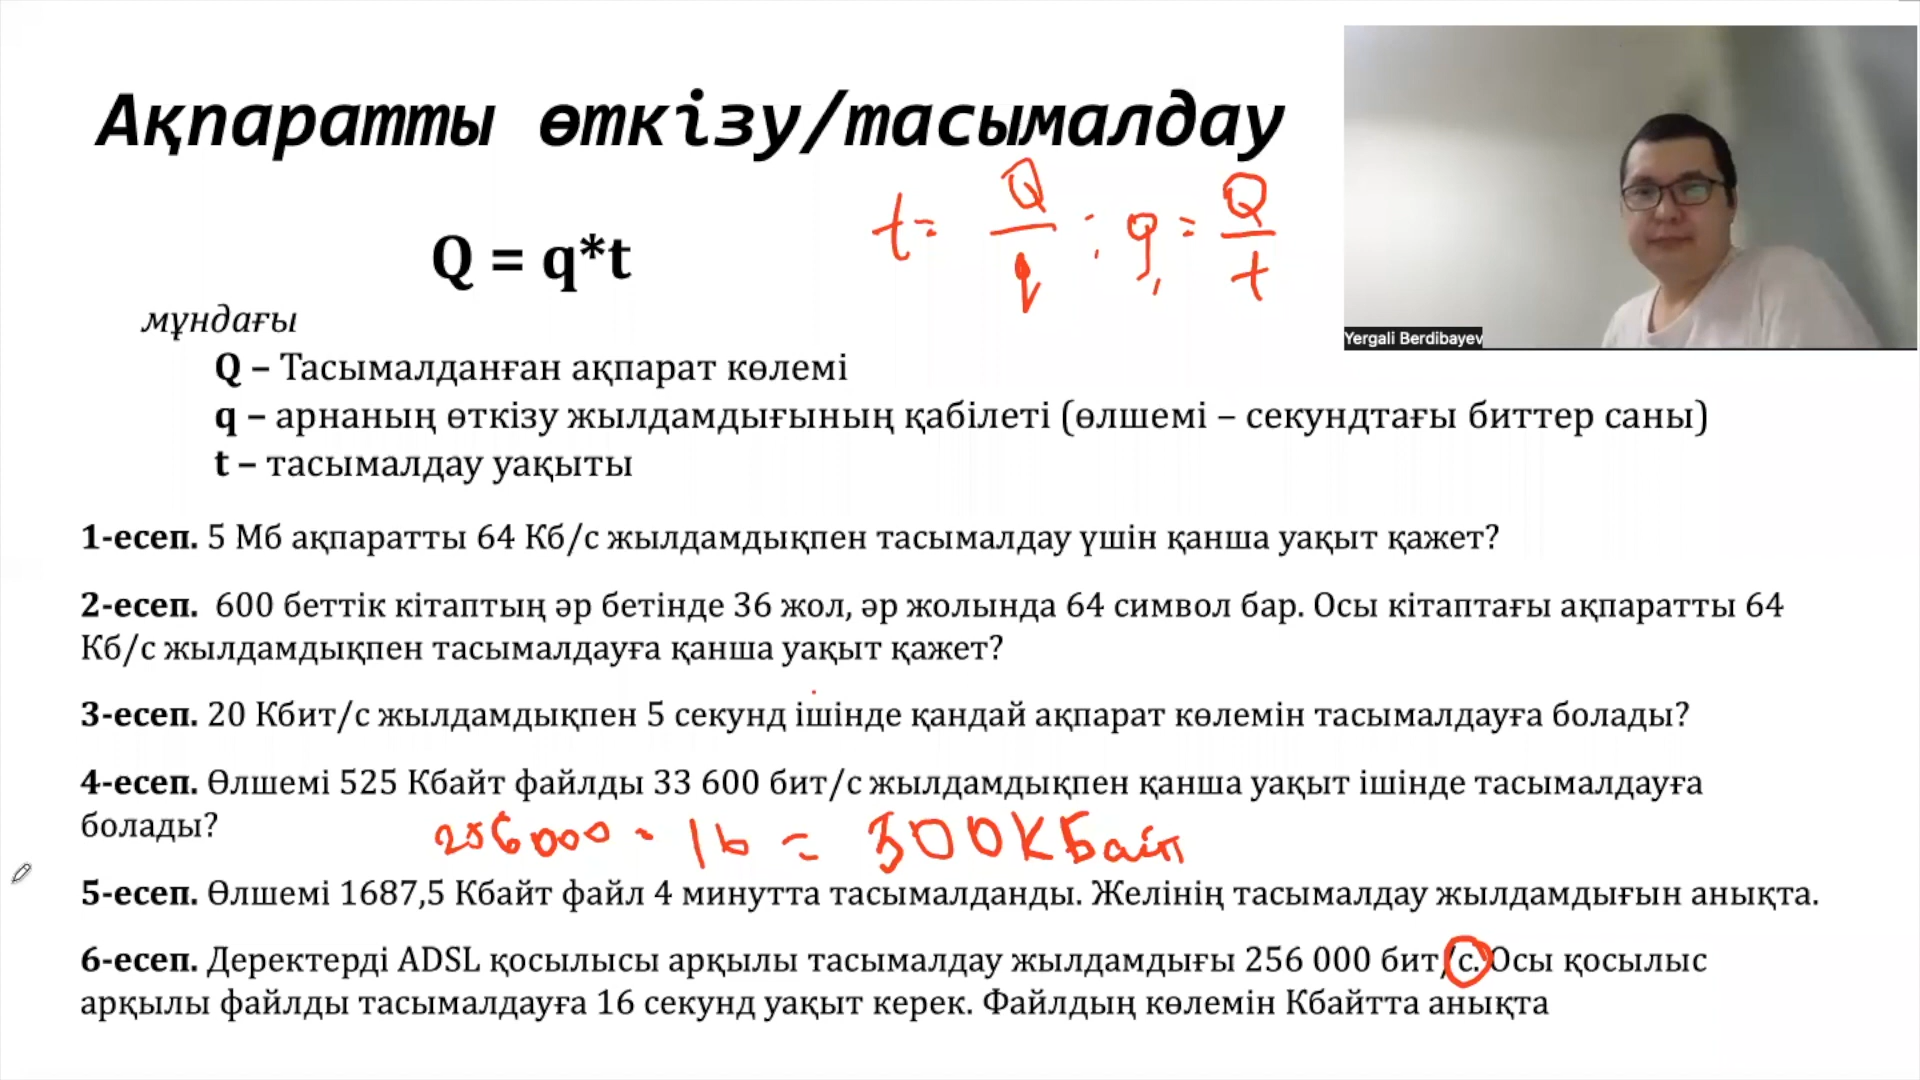 Ақпаратты өткізу/тасымалдау
Q = q*t
t = Q/q ; q = Q/t
Yergali Berdibayev
мұндағы
Q – Тасымалданған ақпарат көлемі
q – арнаның өткізу жылдамдығының қабілеті (өлшемі – секундтағы биттер саны)
t – тасымалдау уақыты
1-есеп. 5 Мб ақпаратты 64 Кб/с жылдамдықпен тасымалдау үшін қанша уақыт қажет?
2-есеп. 600 беттік кітаптың әр бетінде 36 жол, әр жолында 64 символ бар. Осы кітаптағы ақпаратты 64
Кб/с жылдамдықпен тасымалдауға қанша уақыт қажет?
3-есеп. 20 Кбит/с жылдамдықпен 5 секунд ішінде қандай ақпарат көлемін тасымалдауға болады?
4-есеп. Өлшемі 525 Кбайт файлды 33 600 бит/с жылдамдықпен қанша уақыт ішінде тасымалдауға
болады?
256000 · 16 = 500 КБайт
5-есеп. Өлшемі 1687,5 Кбайт файл 4 минутта тасымалданды. Желінің тасымалдау жылдамдығын анықта.
6-есеп. Деректерді ADSL қосылысы арқылы тасымалдау жылдамдығы 256 000 бит/с. Осы қосылыс
арқылы файлды тасымалдауға 16 секунд уақыт керек. Файлдың көлемін Кбайтта анықта